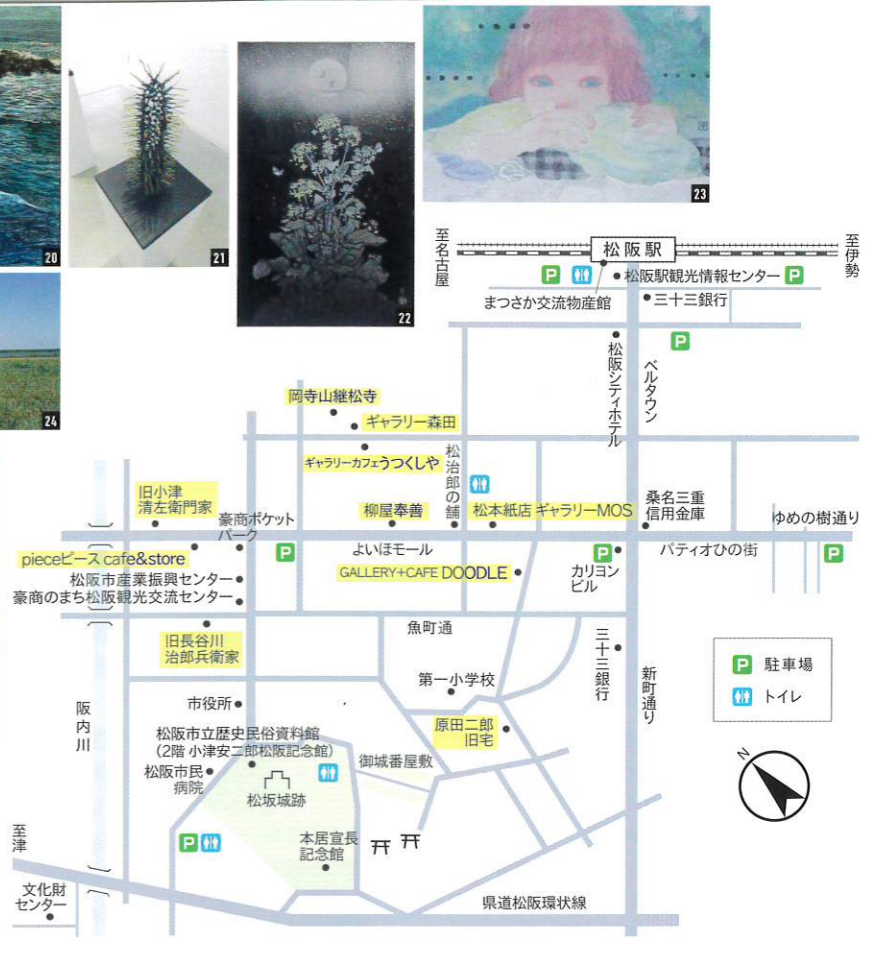 20
21
22
23
24
至名古屋
松阪駅
至伊勢
松阪駅観光情報センター
P
P
まつさか交流物産館
三十三銀行
P
松阪シティホテル
ベルタウン
岡寺山継松寺
ギャラリー森田
ギャラリーカフェうつくしや
松治郎の舗
旧小津
清左衛門家
豪商ポケット
パーク
柳屋奉善
松本紙店 ギャラリーMOS
桑名三重
信用金庫
ゆめの樹通り
pieceピース cafe&store
P
よいほモール
P
カリヨン
ビル
パティオひの街
P
松阪市産業振興センター
豪商のまち松阪観光交流センター
GALLERY+CAFE DOODLE
旧長谷川
治郎兵衛家
魚町通
三十三銀行
新町通り
P 駐車場
トイレ
第一小学校
市役所
原田二郎
旧宅
阪内川
松阪市立歴史民俗資料館
(2階 小津安二郎松阪記念館)
松阪市民
病院
御城番屋敷
松坂城跡
N
P
本居宣長
記念館
至津
文化財
センター
県道松阪環状線